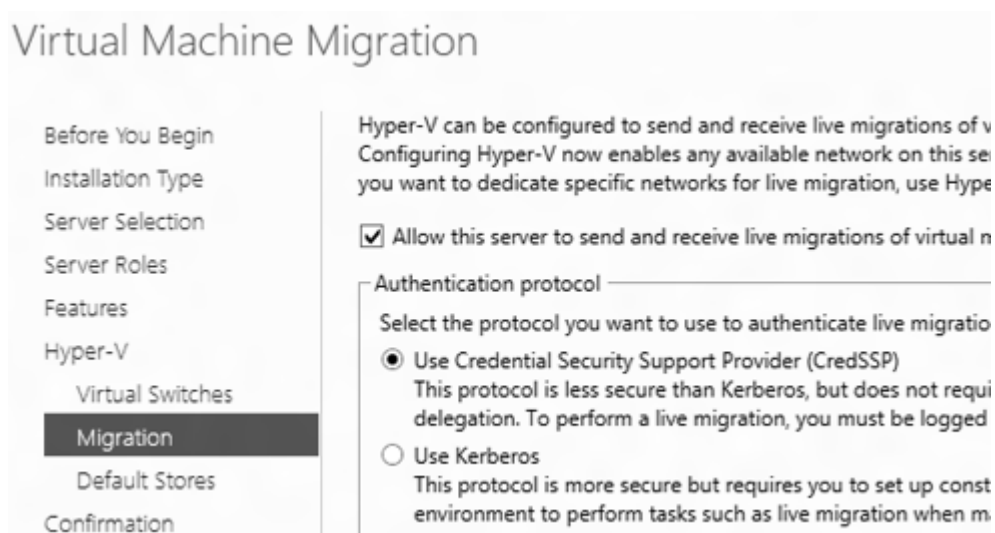 Virtual Machine Migration
Before You Begin
Installation Type
Server Selection
Server Roles
Features
Hyper-V
Virtual Switches
Migration
Default Stores
Confirmation
Hyper-V can be configured to send and receive live migrations of v
Configuring Hyper-V now enables any available network on this se
you want to dedicate specific networks for live migration, use Hype
Allow this server to send and receive live migrations of virtual
Authentication protocol
Select the protocol you want to use to authenticate live migratio
Use Credential Security Support Provider (CredSSP)
This protocol is less secure than Kerberos, but does not requi
delegation. To perform a live migration, you must be logged
Use Kerberos
This protocol is more secure but requires you to set up const
environment to perform tasks such as live migration when ma